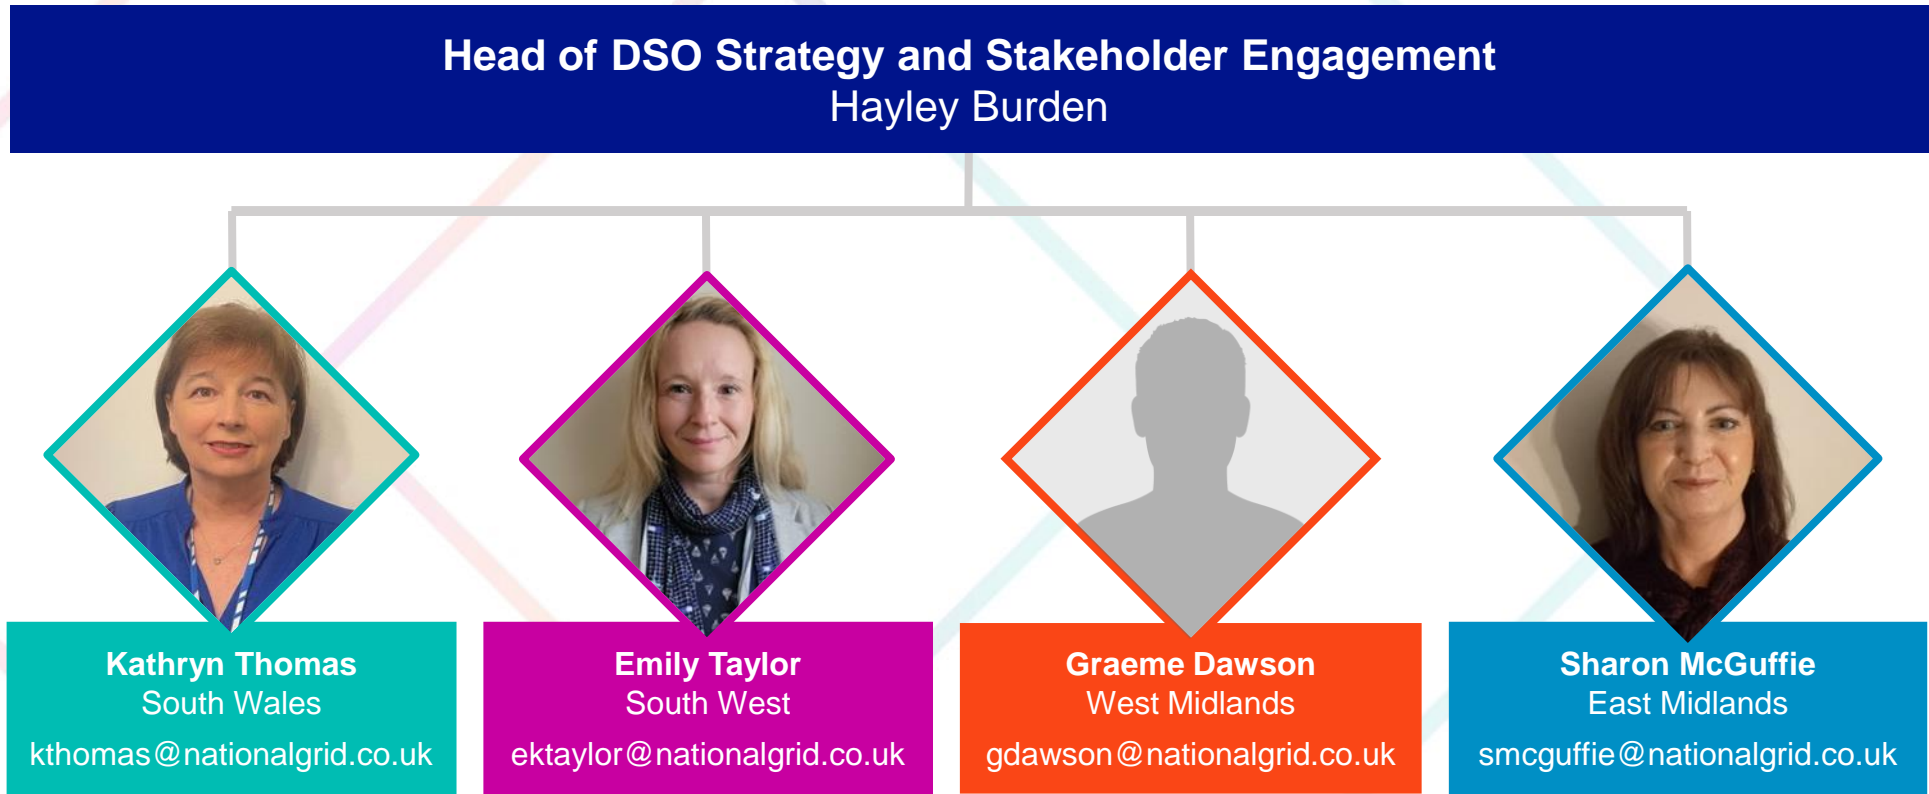 Head of DSO Strategy and Stakeholder Engagement
Hayley Burden
Kathryn Thomas
South Wales
kthomas@nationalgrid.co.uk
Emily Taylor
South West
ektaylor@nationalgrid.co.uk
Graeme Dawson
West Midlands
gdawson@nationalgrid.co.uk
Sharon McGuffie
East Midlands
smcguffie@nationalgrid.co.uk